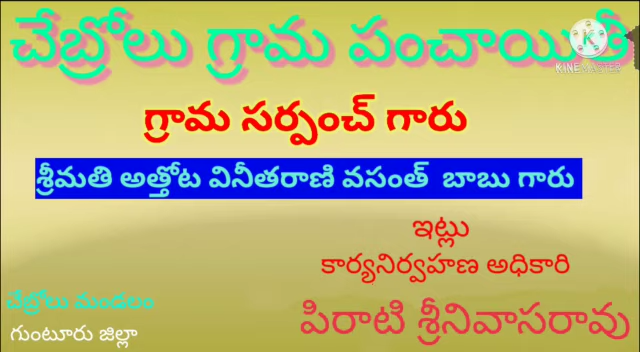 చేబ్రోలు గ్రామ పంచాయితీ
KINEMASTER
గ్రామ సర్పంచ్ గారు
శ్రీమతి అత్తోట వినీతరాణి వసంత్ బాబు గారు
ఇట్లు
కార్యనిర్వహణ అధికారి
చేబ్రోలు మండలం
పిరాటి శ్రీనివాసరావు
గుంటూరు జిల్లా